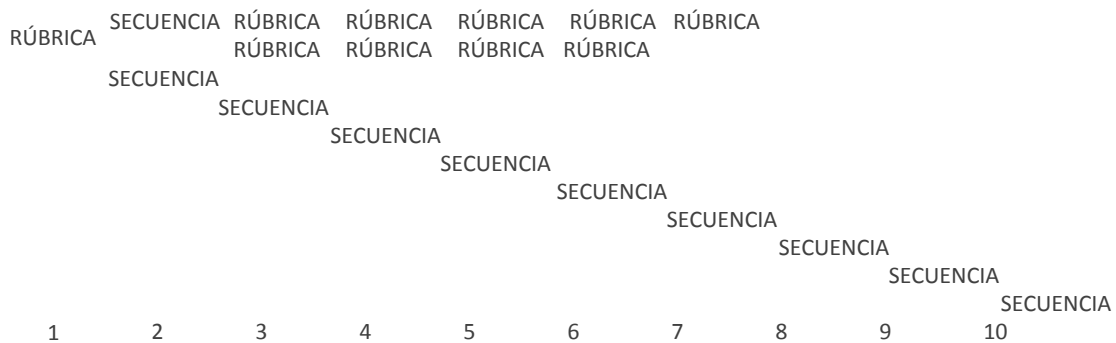 SECUENCIA RÚBRICA RÚBRICA RÚBRICA RÚBRICA RÚBRICA
RÚBRICA
RÚBRICA RÚBRICA RÚBRICA RÚBRICA
SECUENCIA
SECUENCIA
SECUENCIA
SECUENCIA
SECUENCIA
SECUENCIA
SECUENCIA
SECUENCIA
SECUENCIA
1 2 3 4 5 6 7 8 9 10